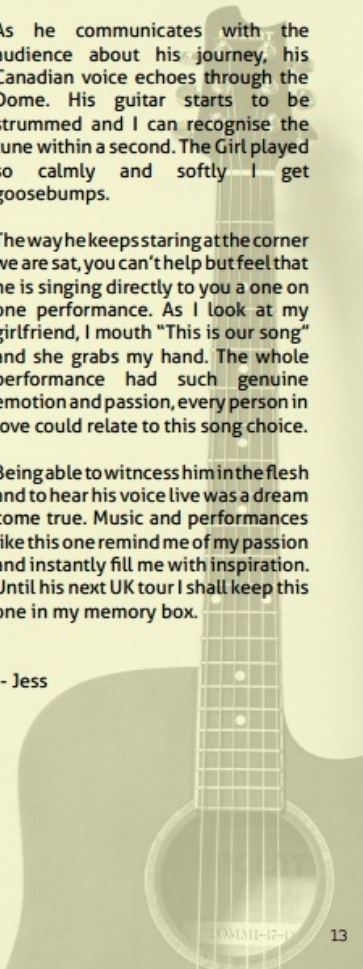 As he communicates with the
audience about his journey, his
Canadian voice echoes through the
Dome. His guitar starts to be
strummed and I can recognise the
tune within a second. The Girl played
so calmly and softly I get
goosebumps.
The way he keeps staring at the corner
we are sat, you can't help but feel that
he is singing directly to you a one on
one performance. As I look at my
girlfriend, I mouth "This is our song"
and she grabs my hand. The whole
performance had such genuine
emotion and passion, every person in
love could relate to this song choice.
Being able to witncess him in the flesh
and to hear his voice live was a dream
come true. Music and performances
like this one remind me of my passion
and instantly fill me with inspiration.
Until his next UK tour I shall keep this
one in my memory box.
- Jess
13